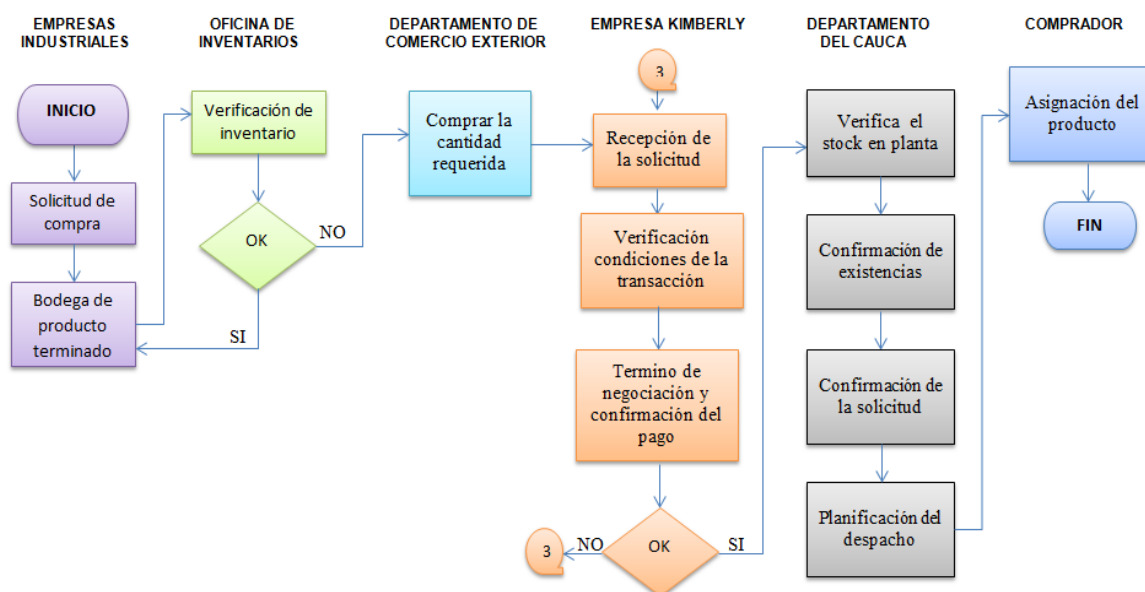 EMPRESAS
INDUSTRIALES
OFICINA DE
INVENTARIOS
DEPARTAMENTO DE
COMERCIO EXTERIOR
EMPRESA KIMBERLY
DEPARTAMENTO
DEL CAUCA
COMPRADOR
INICIO
Solicitud de
compra
Bodega de
producto
terminado
Verificación de
inventario
OK
NO
SI
Comprar la
cantidad
requerida
3
Recepción de
la solicitud
Verificación
condiciones de la
transacción
Termino de
negociación y
confirmación del
pago
OK
NO
3
SI
Verifica el
stock en planta
Confirmación de
existencias
Confirmación de
la solicitud
Planificación del
despacho
Asignación del
producto
FIN